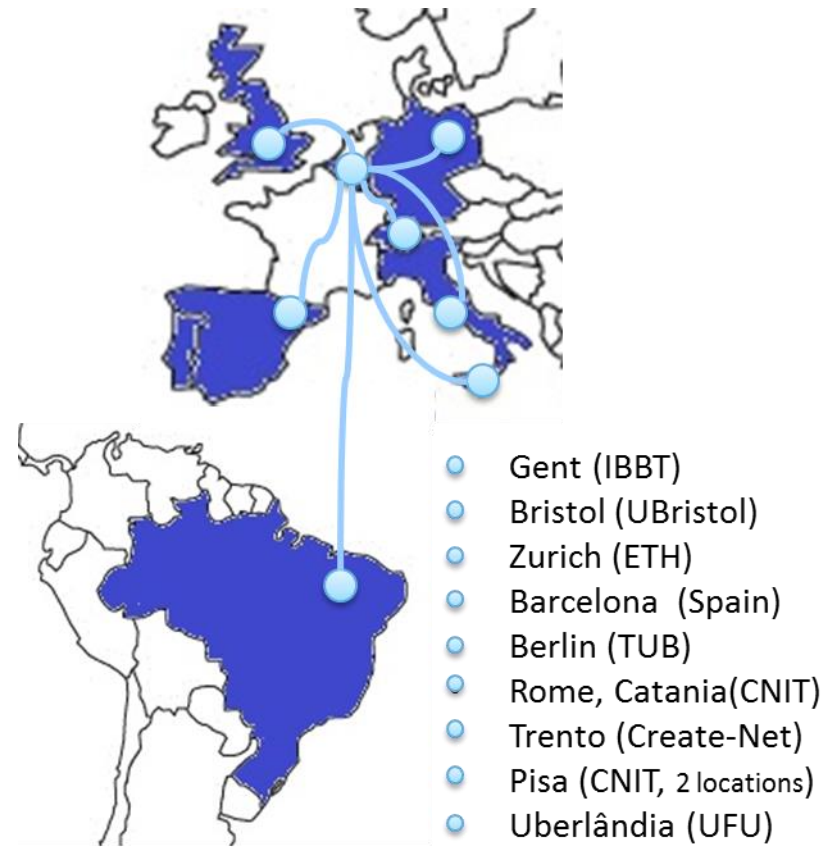 Gent (IBBT)
Bristol (UBristol)
Zurich (ETH)
Barcelona (Spain)
Berlin (TUB)
Rome, Catania(CNIT)
Trento (Create-Net)
Pisa (CNIT, 2 locations)
Uberlândia (UFU)